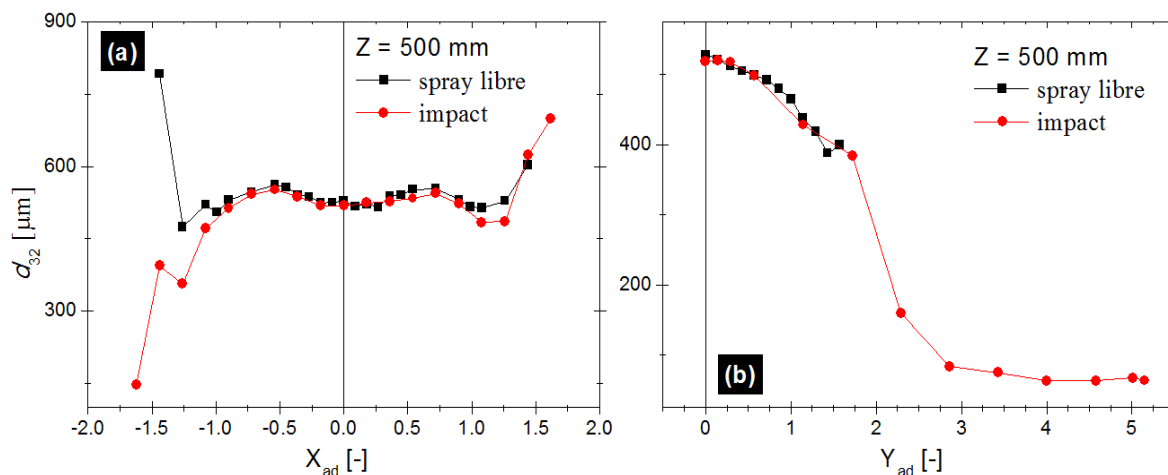 900
600
300
d32 [µm]
(a)
Z = 500 mm
spray libre
impact
-2.0 -1.5 -1.0 -0.5 0.0 0.5 1.0 1.5 2.0
Xad [-]
400
200
Z = 500 mm
spray libre
impact
(b)
0 1 2 3 4 5
Yad [-]